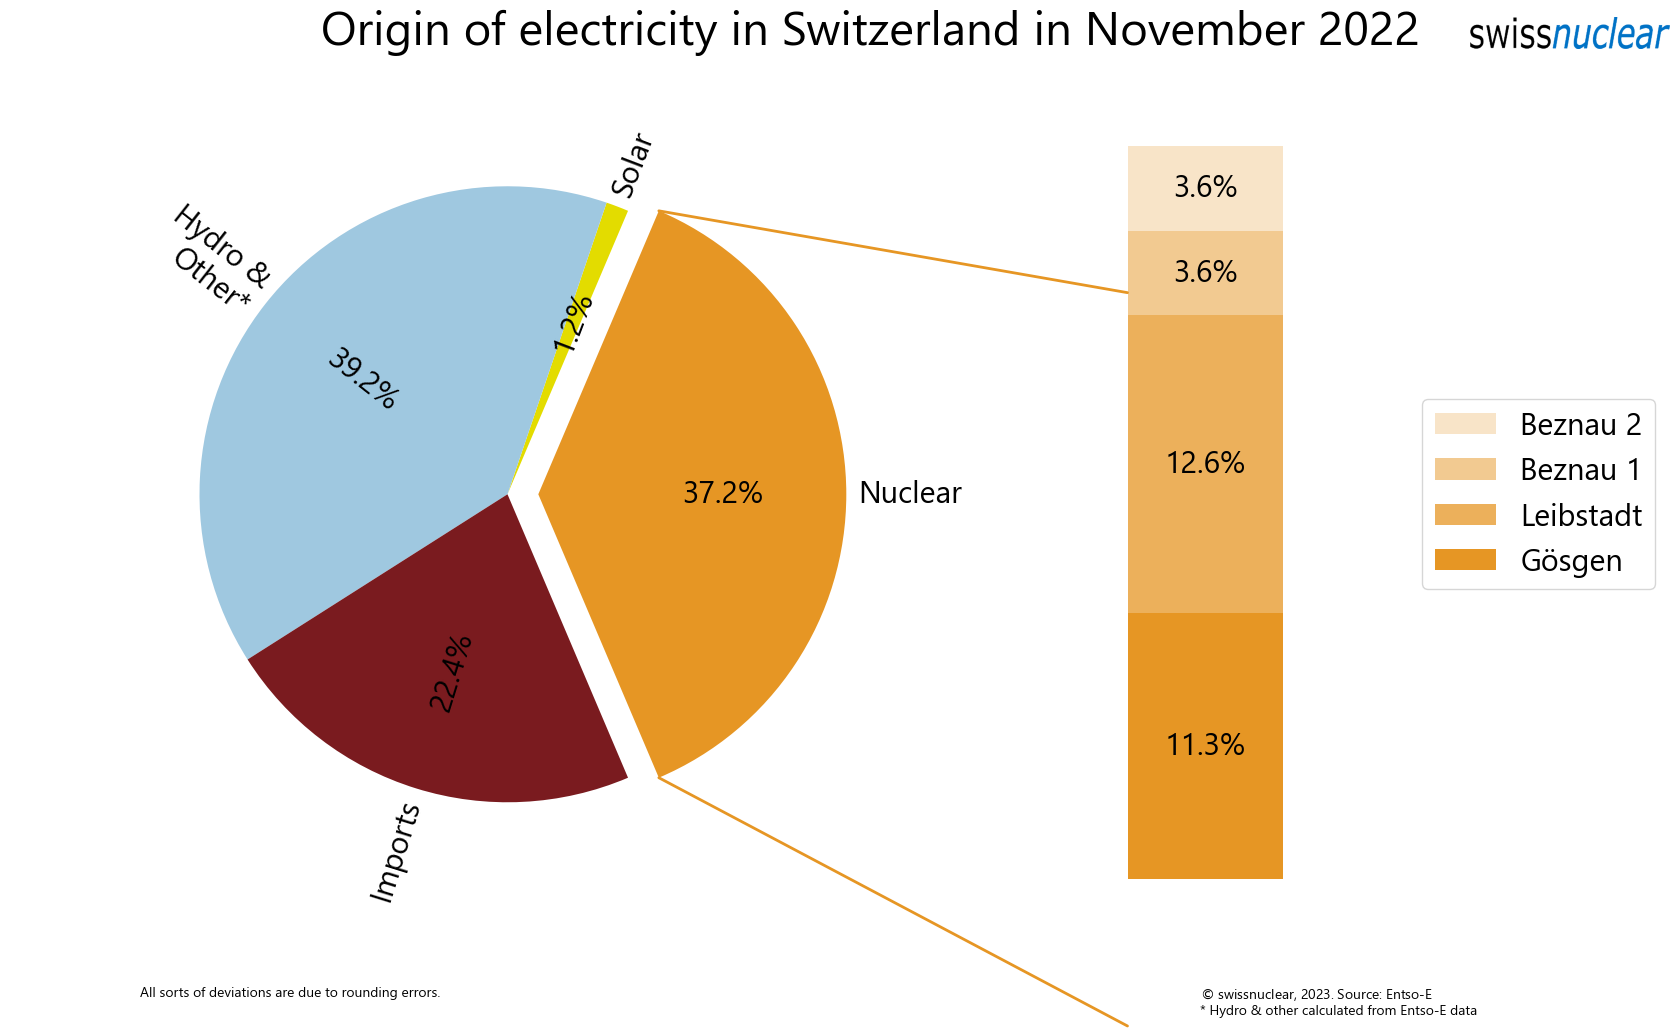 Origin of electricity in Switzerland in November 2022
swissnuclear
Solar
Hydro &
Other*
1.2%
39.2%
37.2%
Nuclear
22.4%
Imports
3.6%
3.6%
12.6%
11.3%
Beznau 2
Beznau 1
Leibstadt
Gösgen
All sorts of deviations are due to rounding errors.
© swissnuclear, 2023. Source: Entso-E
* Hydro & other calculated from Entso-E data